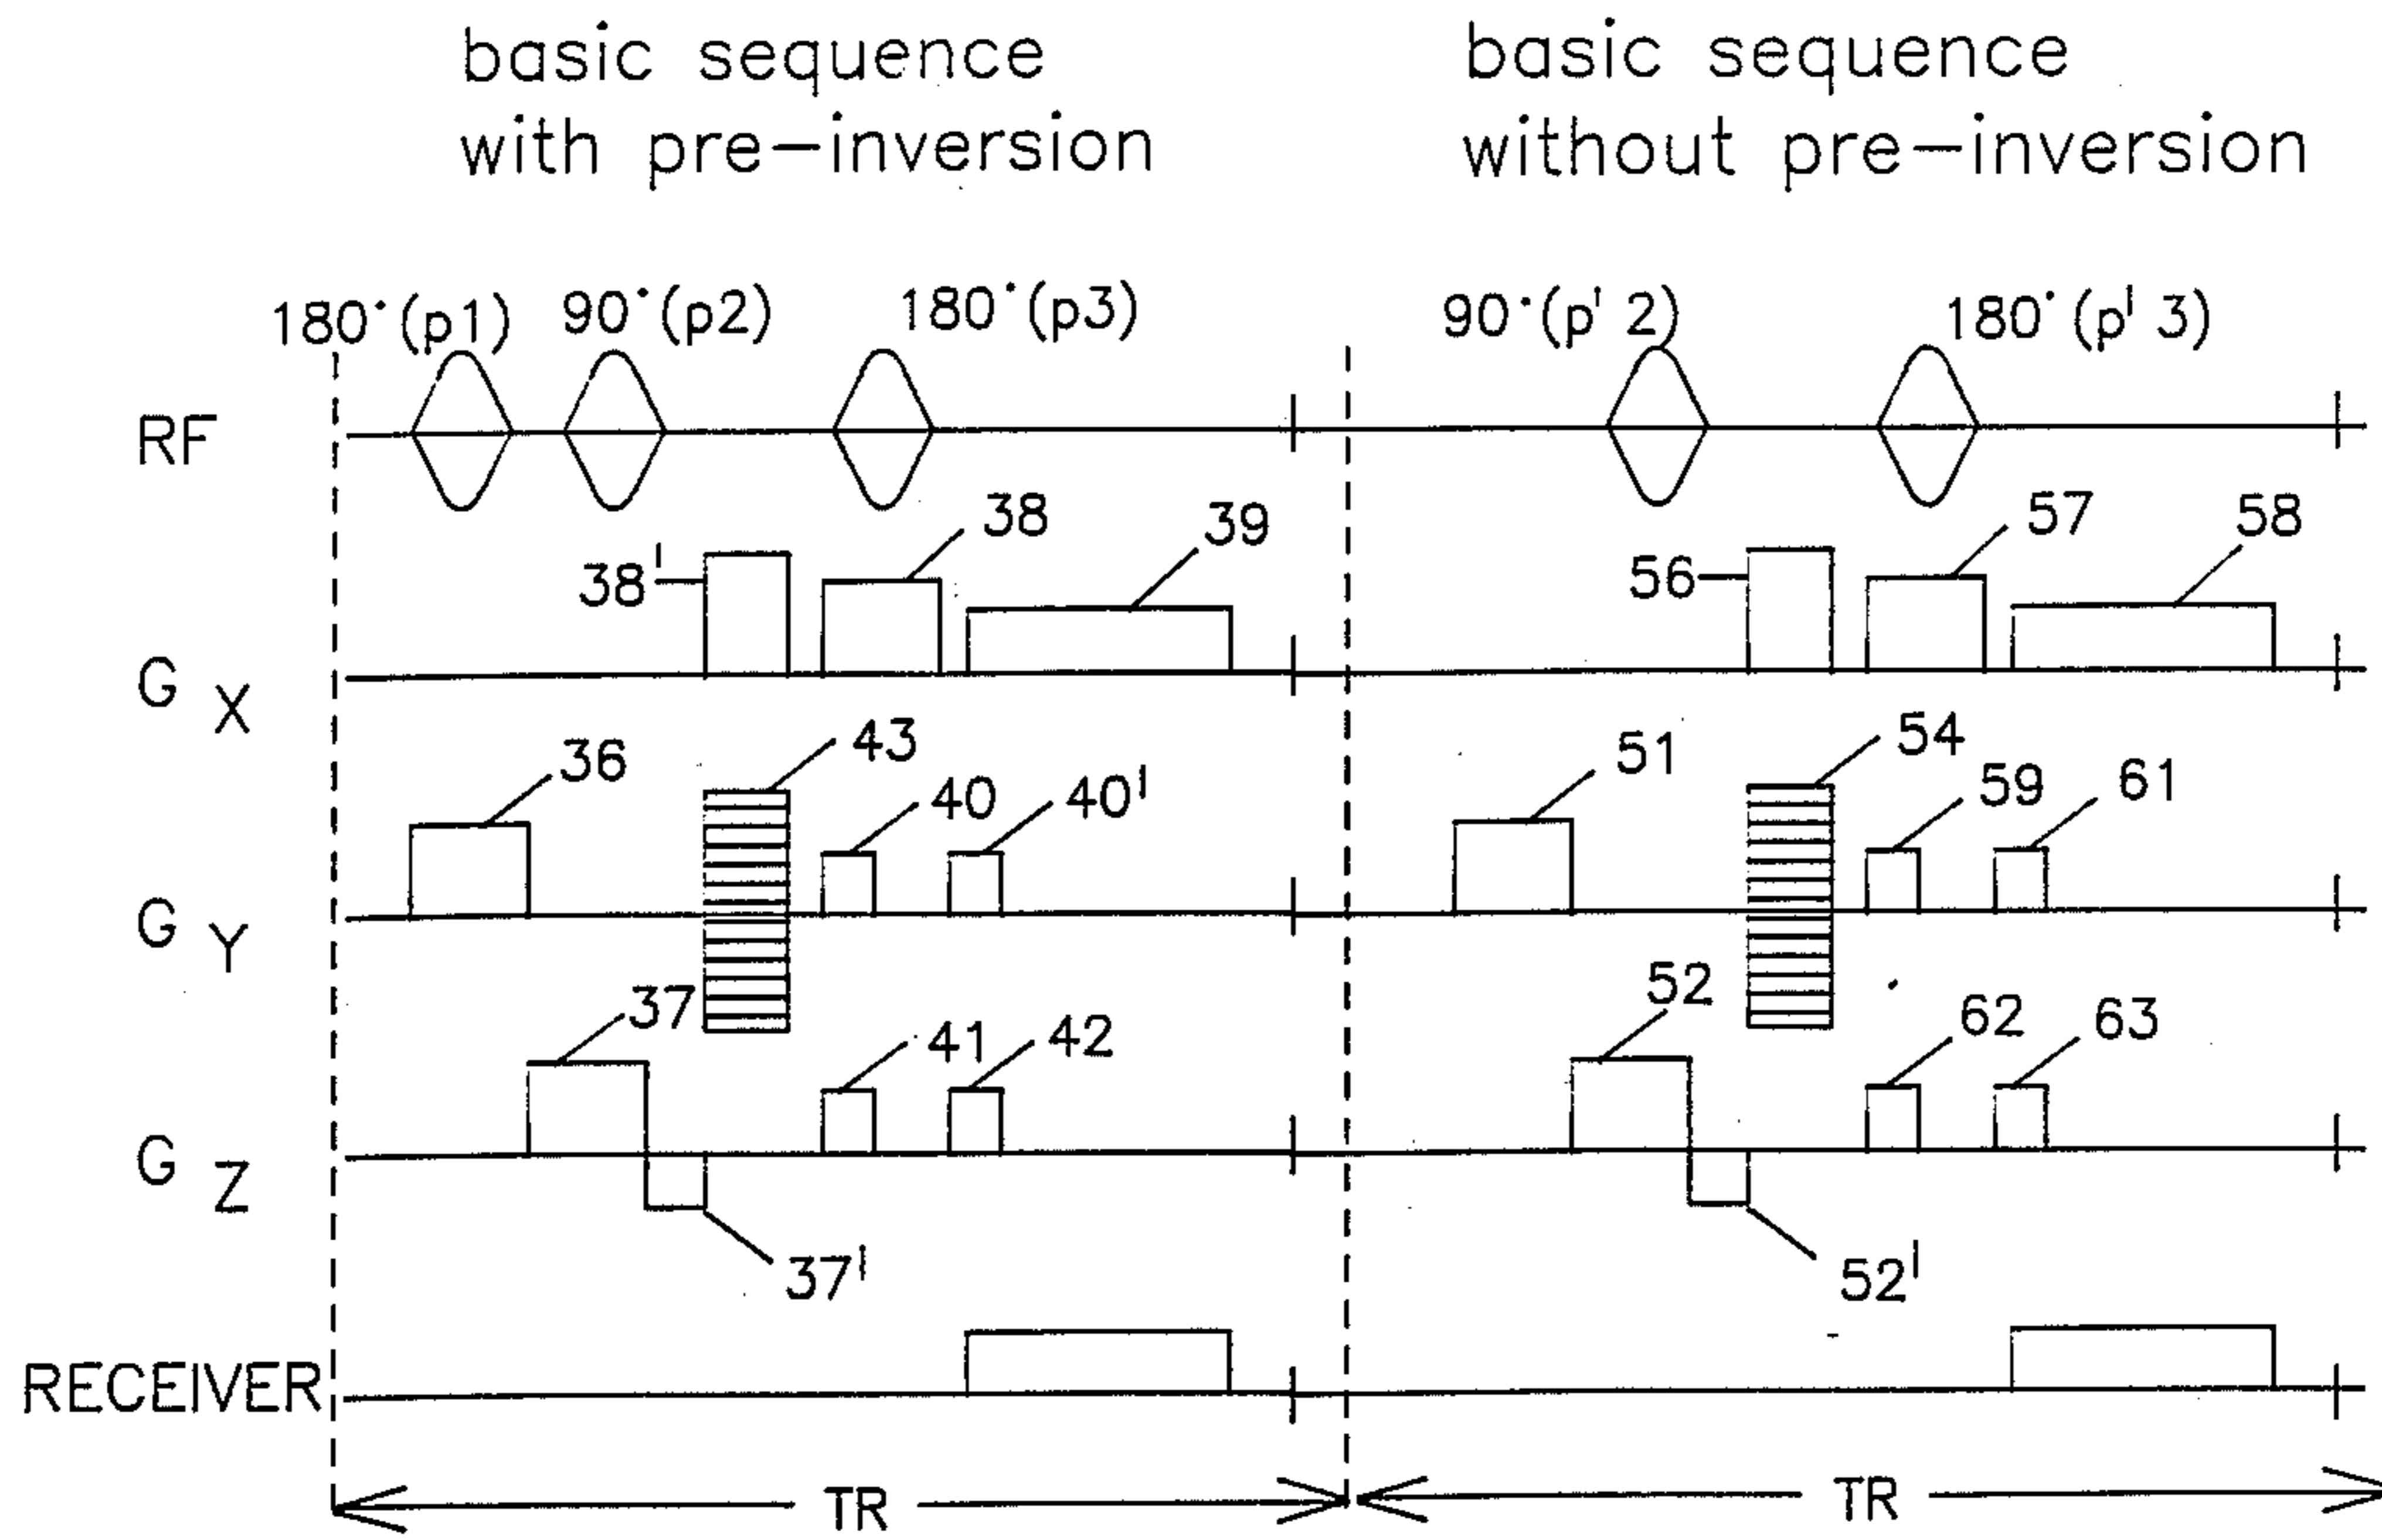 basic sequence
with pre-inversion
basic sequence
without pre-inversion
180°(p1) 90°(p2) 180°(p3) 90°(p' 2) 180°(p' 3)
RF
38' 38 39 56 57 58
G X
36 43 40 40' 51 54 59 61
G Y
37 41 42 52 62 63
G Z
37' 52'
RECEIVER
TR TR